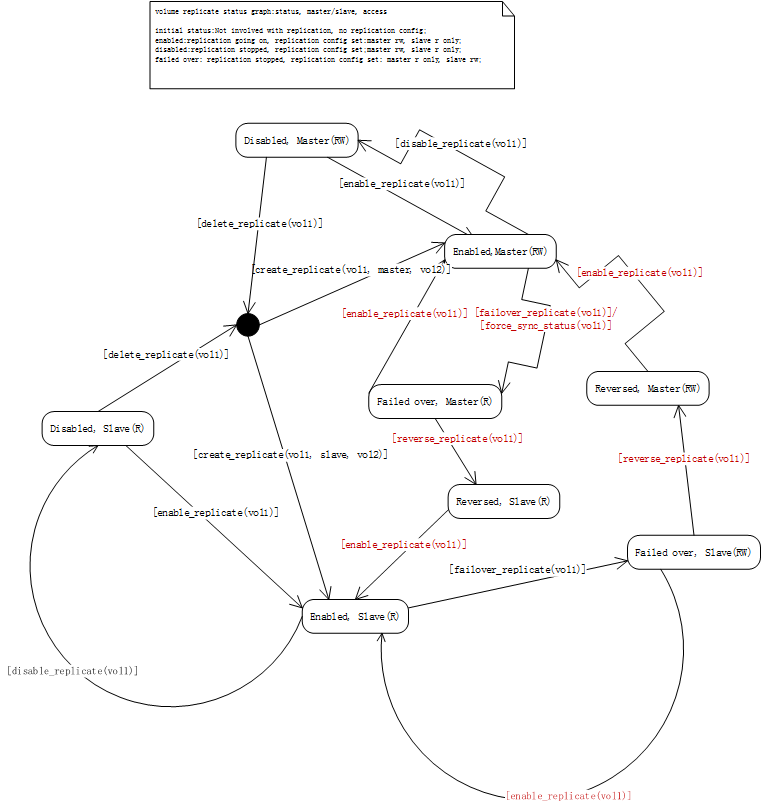 volume replicate status graph:status, master/slave, access
initial status:Not involved with replication, no replication config;
enabled:replication going on, replication config set:master rw, slave r only;
disabled:replication stopped, replication config set;master rw, slave r only;
failed over: replication stopped, replication config set: master r only, slave rw;
Disabled, Master(RW)
[disable_replicate(vol1)]
[enable_replicate(vol1)]
[delete_replicate(vol1)]
Enabled,Master(RW)
[create_replicate(vol1, master, vol2)]
[enable_replicate(vol1)]
[enable_replicate(vol1)]
[failover_replicate(vol1)]/
[force_sync_status(vol1)]
[delete_replicate(vol1)]
Reversed, Master(RW)
Failed over, Master(R)
Disabled, Slave(R)
[reverse_replicate(vol1)]
[create_replicate(vol1, slave, vol2)]
[reverse_replicate(vol1)]
Reversed, Slave(R)
[enable_replicate(vol1)]
[enable_replicate(vol1)]
Failed over, Slave(RW)
[failover_replicate(vol1)]
Enabled, Slave(R)
[disable_replicate(vol1)]
[enable_replicate(vol1)]